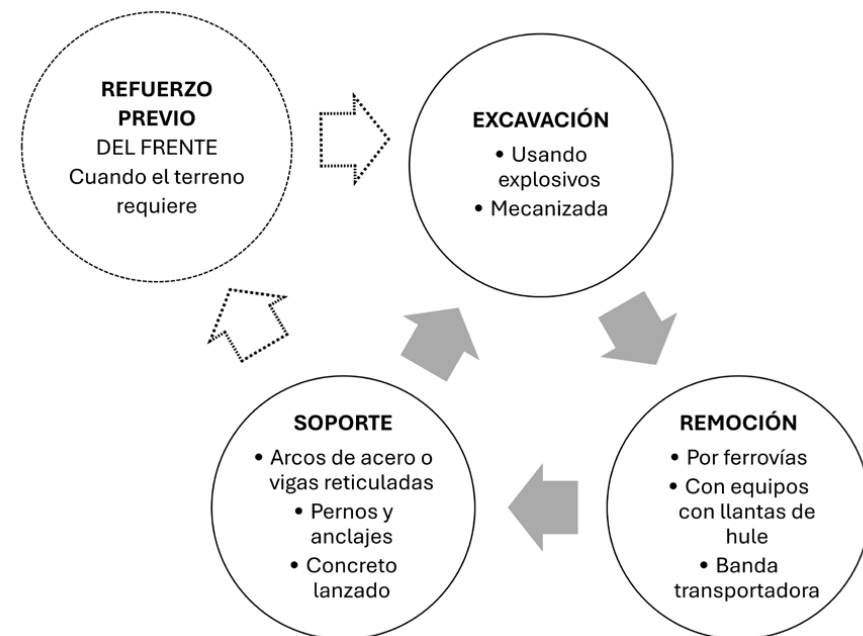 REFUERZO
PREVIO
DEL FRENTE
Cuando el terreno
requiere
EXCAVACIÓN
• Usando
explosivos
• Mecanizada
SOPORTE
• Arcos de acero o
vigas reticuladas
• Pernos y
anclajes
• Concreto
lanzado
REMOCIÓN
• Por ferrovías
• Con equipos
con llantas de
hule
• Banda
transportadora